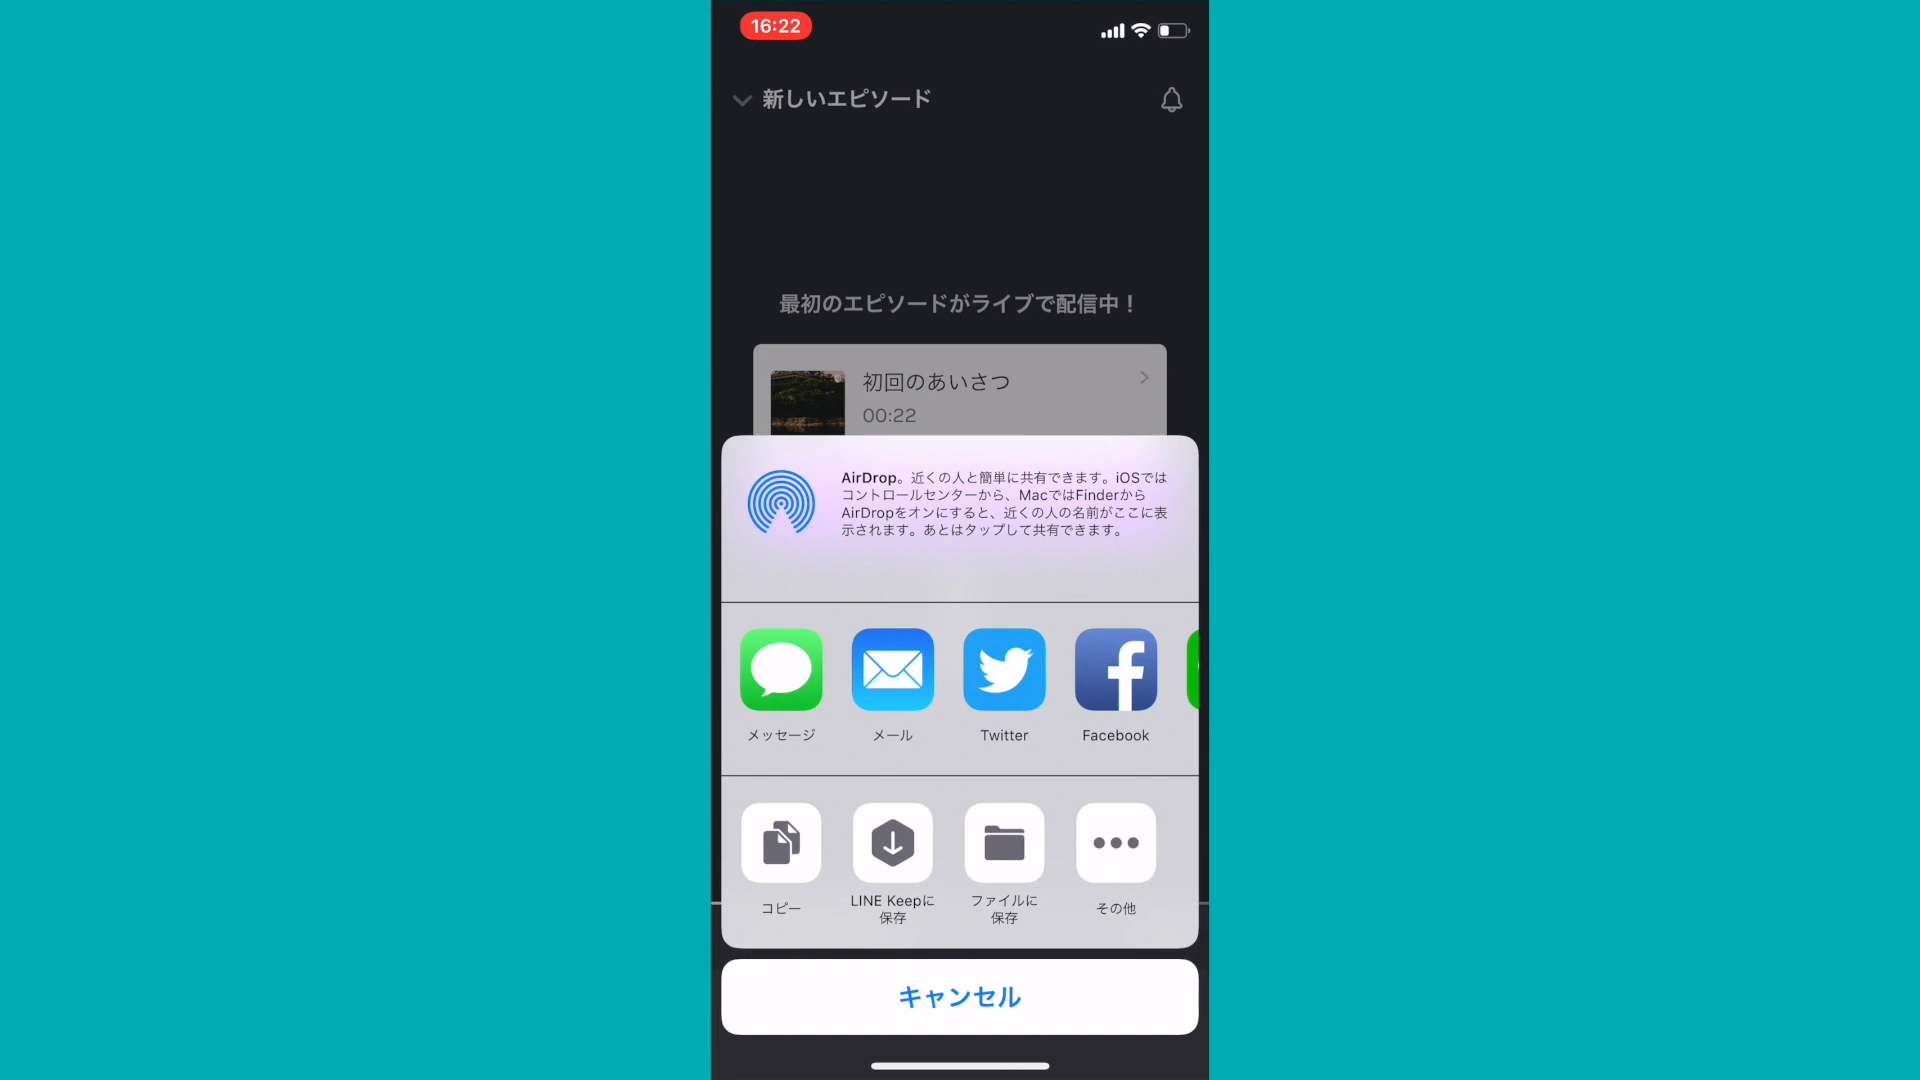 16:22
新しいエピソード
最初のエピソードがライブで配信中！
初回のあいさつ
00:22
AirDrop。近くの人と簡単に共有できます。iOSでは
コントロールセンターから、MacではFinderから
AirDropをオンにすると、近くの人の名前がここに表
示されます。あとはタップして共有できます。
メッセージ
メール
Twitter
Facebook
コピー
LINE Keepに
保存
ファイルに
保存
その他
キャンセル